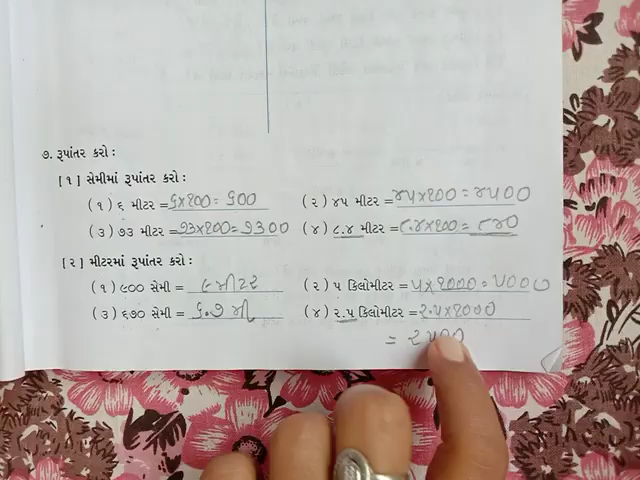 ૭. રૂપાંતર કરો :
[૧] સેમીમાં રૂપાંતર કરો :
(૧) ૬ મીટર = ૬×૧૦૦ = ૬૦૦ (૨) ૪૫ મીટર = ૪૫×૧૦૦ = ૪૫૦૦
(૩) ૭૩ મીટર = ૭૩×૧૦૦ = ૭૩૦૦ (૪) ૮.૪ મીટર = ૮.૪×૧૦૦ = ૮૪૦
[૨] મીટરમાં રૂપાંતર કરો :
(૧) ૯૦૦ સેમી = ૯ મીટર (૨) ૫ કિલોમીટર = ૫×૧૦૦૦ = ૫૦૦૦
(૩) ૬૭૦ સેમી = ૬.૭ મી (૪) ૨.૫ કિલોમીટર = ૨.૫×૧૦૦૦
= ૨૫૦૦